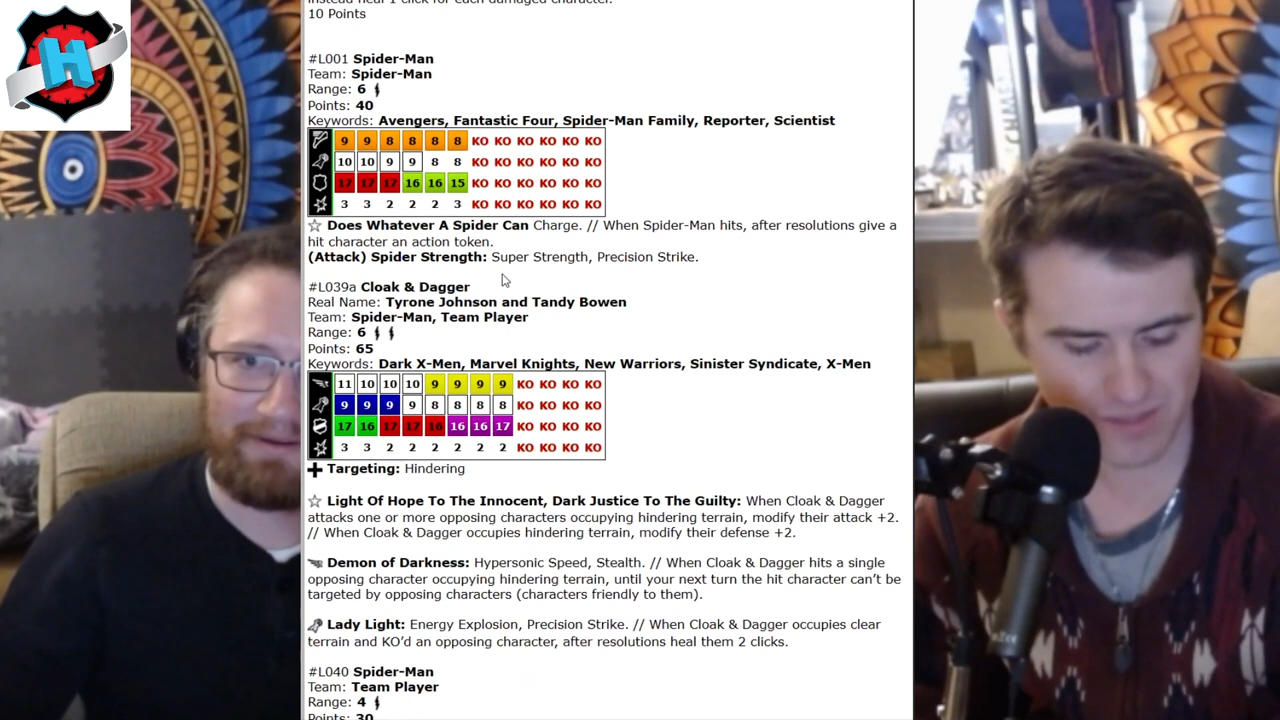 instead heal 1 click for each damaged character.
10 Points
H
#L001 Spider-Man
Team: Spider-Man
Range: 6
Points: 40
Keywords: Avengers, Fantastic Four, Spider-Man Family, Reporter, Scientist
9 9 8 8 8 8 KO KO KO KO KO KO
10 10 9 9 8 8 KO KO KO KO KO KO
17 17 17 16 16 15 KO KO KO KO KO KO
3 3 2 2 2 3 KO KO KO KO KO KO
Does Whatever A Spider Can Charge. // When Spider-Man hits, after resolutions give a
hit character an action token.
(Attack) Spider Strength: Super Strength, Precision Strike.
#L039a Cloak & Dagger
Real Name: Tyrone Johnson and Tandy Bowen
Team: Spider-Man, Team Player
Range: 6
Points: 65
Keywords: Dark X-Men, Marvel Knights, New Warriors, Sinister Syndicate, X-Men
11 10 10 10 9 9 9 9 KO KO KO KO
9 9 9 9 8 8 8 8 KO KO KO KO
17 16 17 17 16 16 16 17 KO KO KO KO
3 3 2 2 2 2 2 2 KO KO KO KO
Targeting: Hindering
Light Of Hope To The Innocent, Dark Justice To The Guilty: When Cloak & Dagger
attacks one or more opposing characters occupying hindering terrain, modify their attack +2.
// When Cloak & Dagger occupies hindering terrain, modify their defense +2.
Demon of Darkness: Hypersonic Speed, Stealth. // When Cloak & Dagger hits a single
opposing character occupying hindering terrain, until your next turn the hit character can't be
targeted by opposing characters (characters friendly to them).
Lady Light: Energy Explosion, Precision Strike. // When Cloak & Dagger occupies clear
terrain and KO'd an opposing character, after resolutions heal them 2 clicks.
#L040 Spider-Man
Team: Team Player
Range: 4
Points: 30